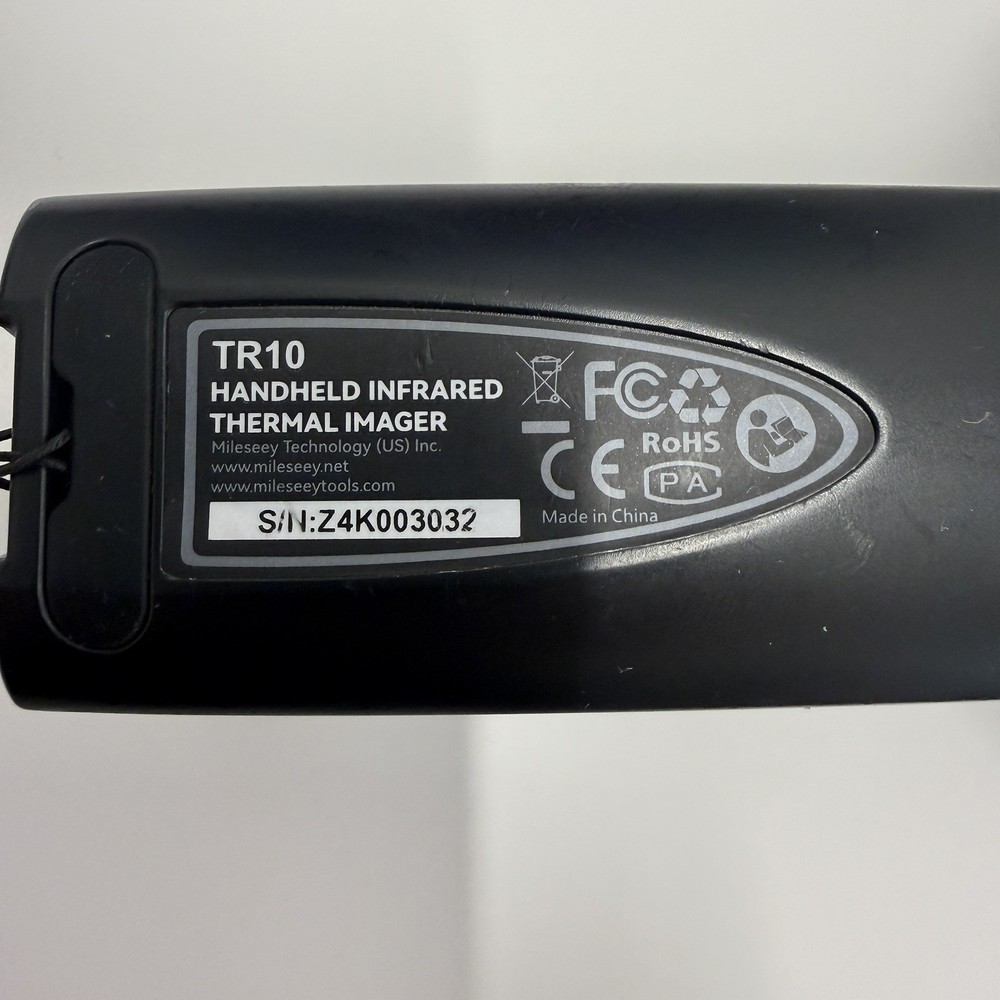 TR10
HANDHELD INFRARED
THERMAL IMAGER
Mileseey Technology (US) Inc.
www.mileseey.net
www.mileseeytools.com
S/N:Z4K003032
FC
CE
RoHS
PA
Made in China